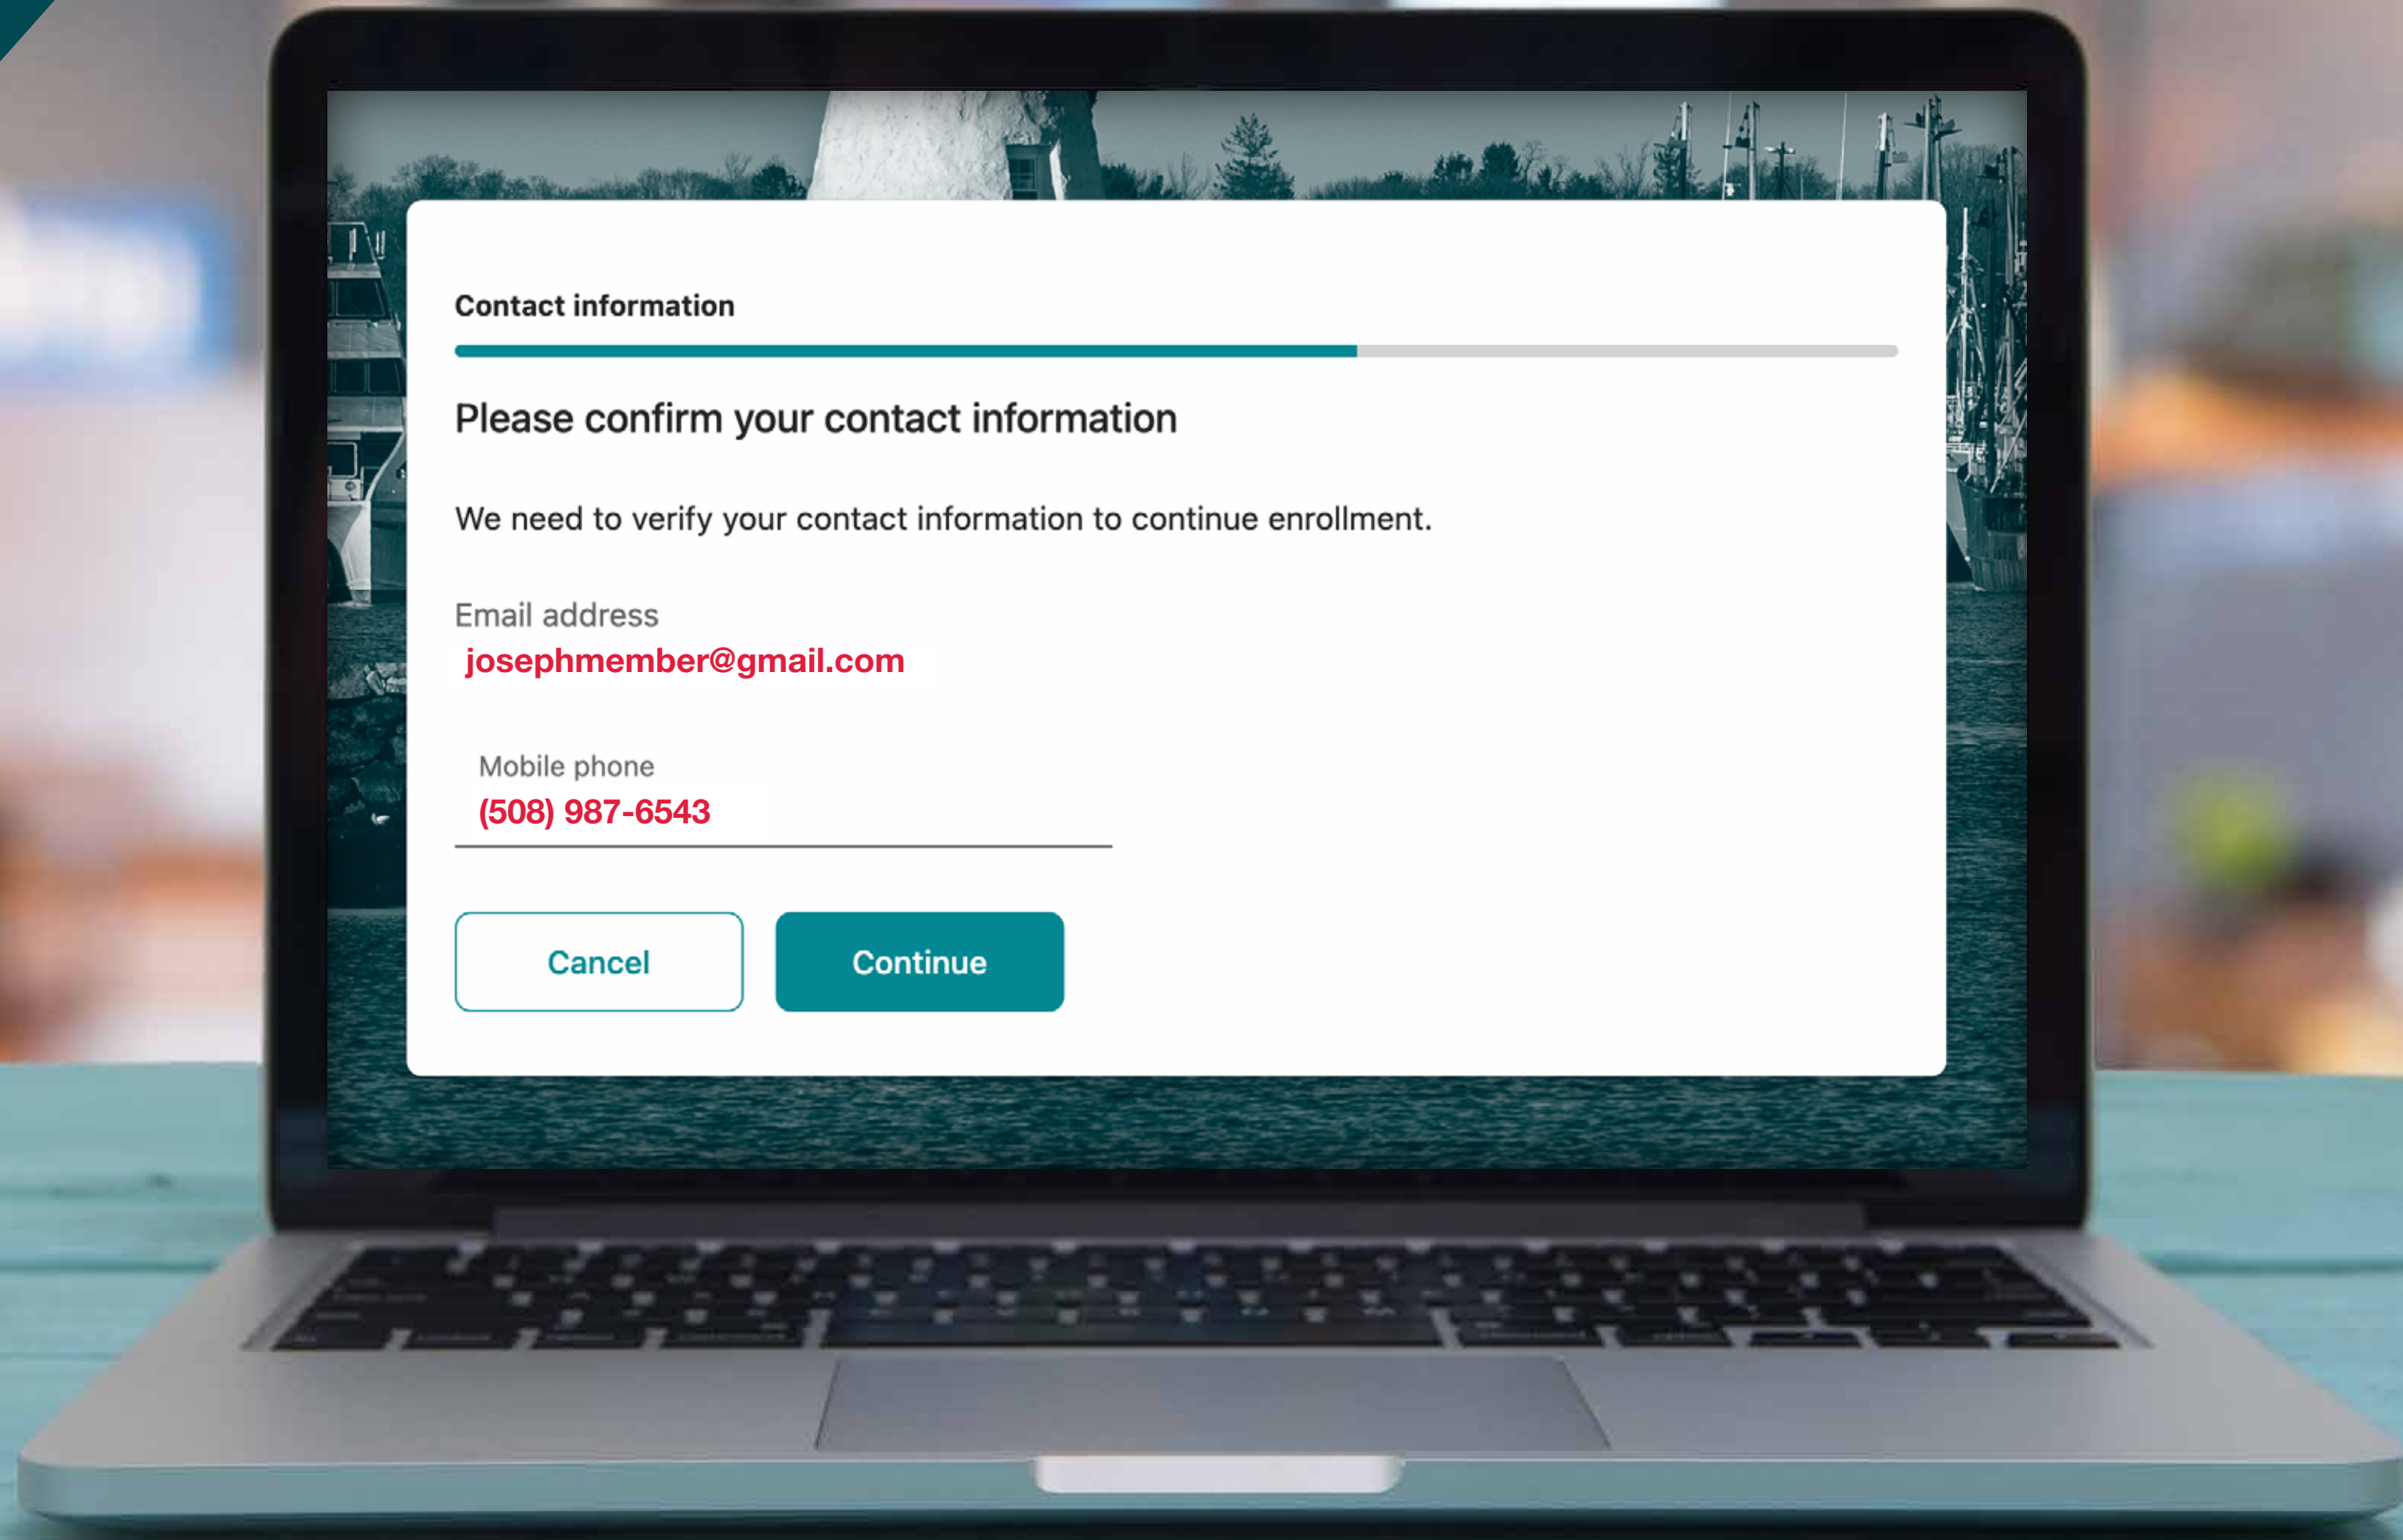 Contact information
Please confirm your contact information
We need to verify your contact information to continue enrollment.
Email address
josephmember@gmail.com
Mobile phone
(508) 987-6543
Cancel
Continue